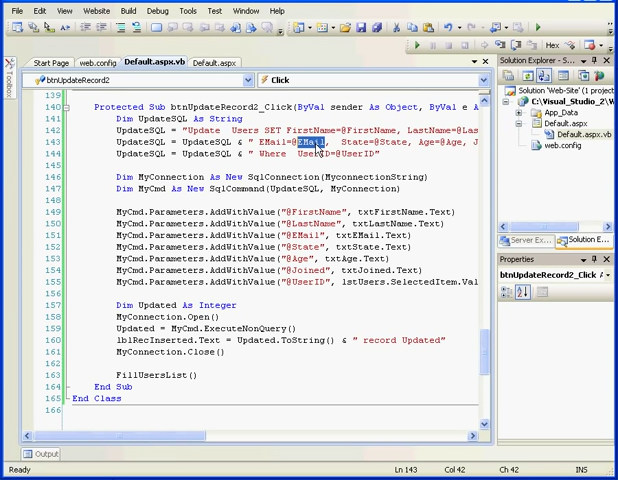 File Edit View Website Build Debug Tools Test Window Help
Hex
Start Page web.config Default.aspx.vb Default.aspx
btnUpdateRecord2 Click
139
140 Protected Sub btnUpdateRecord2_Click(ByVal sender As Object, ByVal e A
141 Dim UpdateSQL As String
142 UpdateSQL = "Update Users SET FirstName=@FirstName, LastName=@Las
143 UpdateSQL = UpdateSQL & " EMail=@EMail, State=@State, Age=@Age, J
144 UpdateSQL = UpdateSQL & " Where UserID=@UserID"
145
146 Dim MyConnection As New SqlConnection(MyConnectionString)
147 Dim MyCmd As New SqlCommand(UpdateSQL, MyConnection)
148
149 MyCmd.Parameters.AddWithValue("@FirstName", txtFirstName.Text)
150 MyCmd.Parameters.AddWithValue("@LastName", txtLastName.Text)
151 MyCmd.Parameters.AddWithValue("@EMail", txtEMail.Text)
152 MyCmd.Parameters.AddWithValue("@State", txtState.Text)
153 MyCmd.Parameters.AddWithValue("@Age", txtAge.Text)
154 MyCmd.Parameters.AddWithValue("@Joined", txtJoined.Text)
155 MyCmd.Parameters.AddWithValue("@UserID", lstUsers.SelectedItem.Val
156
157 Dim Updated As Integer
158 MyConnection.Open()
159 Updated = MyCmd.ExecuteNonQuery()
160 lblRecInserted.Text = Updated.ToString() & " record Updated"
161 MyConnection.Close()
162
163 FillUsersList()
164 End Sub
165 End Class
166
Toolbox
Solution Explorer - S
Solution 'Web-Site' (1 project
C:\Visual_Studio_2\W
App_Data
Default.aspx
Default.aspx.vb
web.config
Server Ex... Solution E...
Properties
btnUpdateRecord2_Click A
Output
Ready Ln 143 Col 42 Ch 42 INS